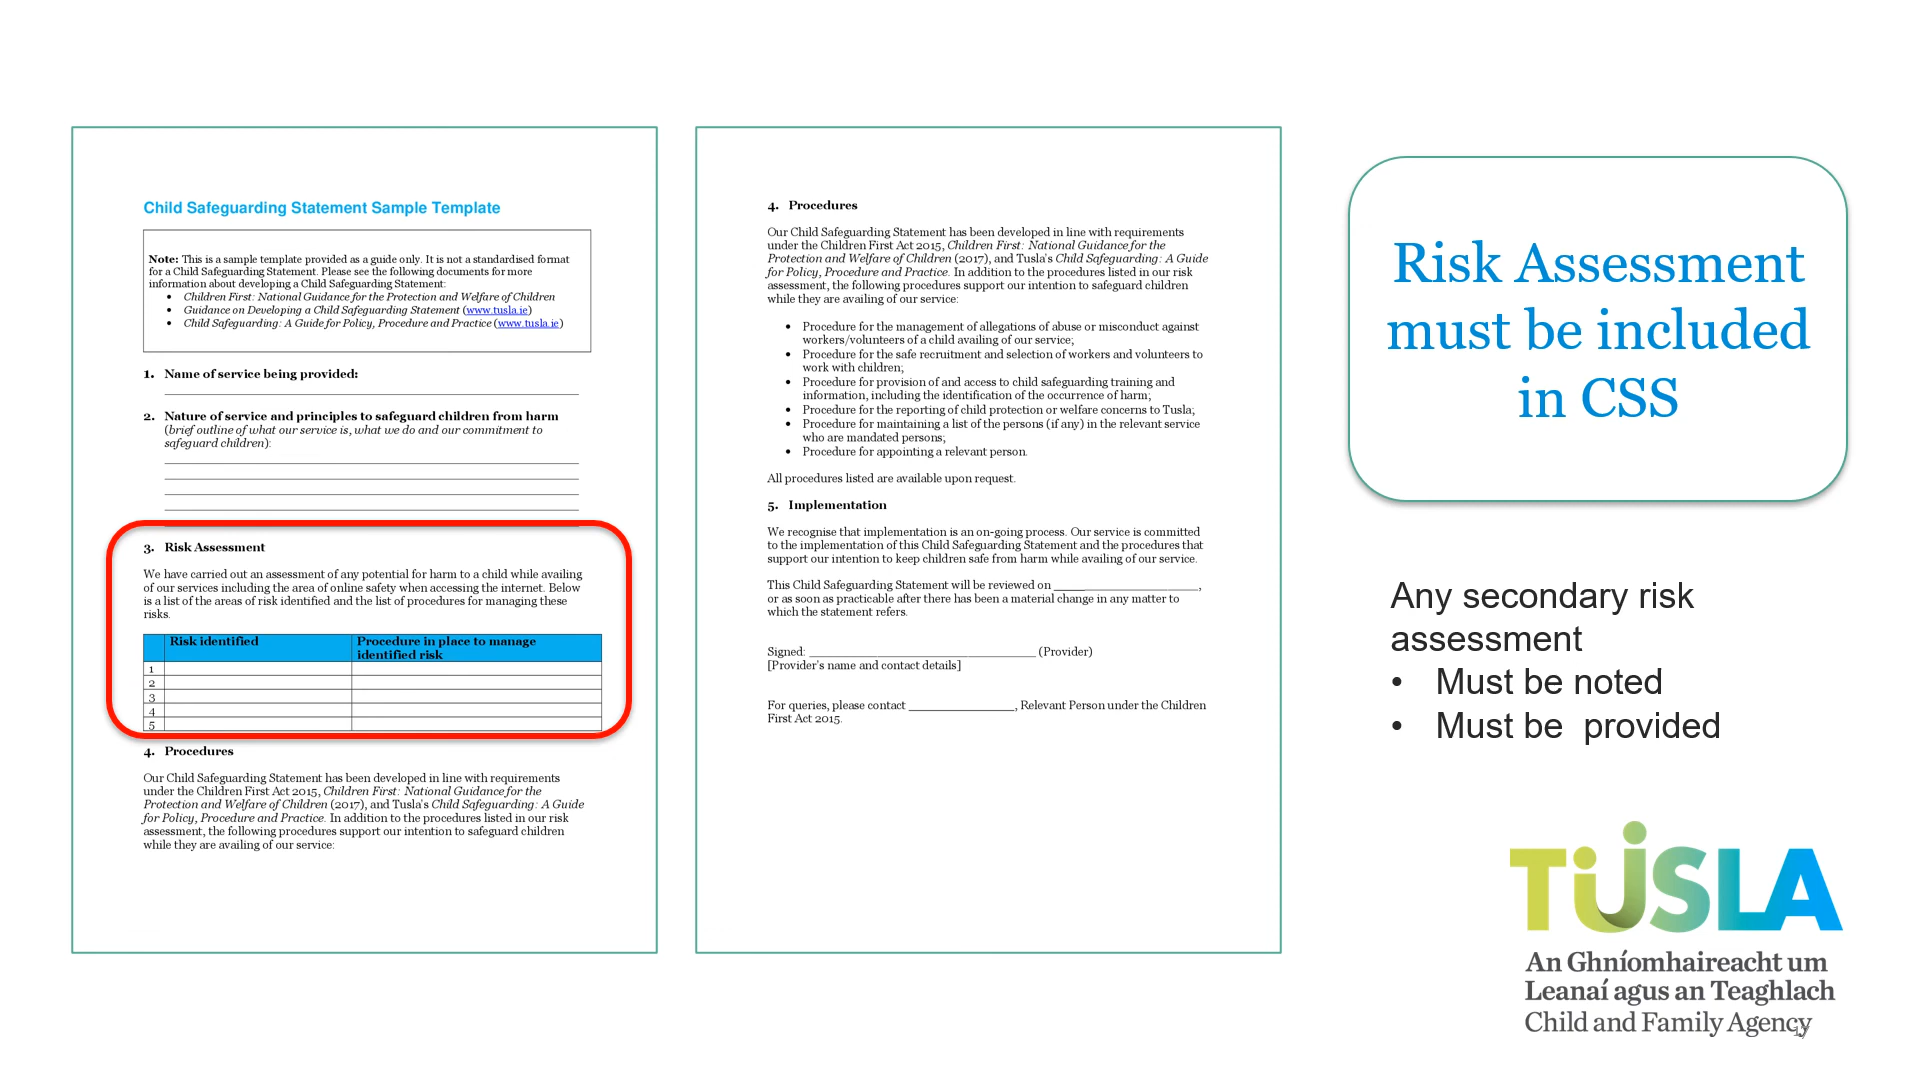 Child Safeguarding Statement Sample Template
Note: This is a sample template provided as a guide only. It is not a standardised format
for a Child Safeguarding Statement. Please see the following documents for more
information about developing a Child Safeguarding Statement:
• Children First: National Guidance for the Protection and Welfare of Children
• Guidance on Developing a Child Safeguarding Statement (www.tusla.ie)
• Child Safeguarding: A Guide for Policy, Procedure and Practice (www.tusla.ie)
1. Name of service being provided:
2. Nature of service and principles to safeguard children from harm
(brief outline of what our service is, what we do and our commitment to
safeguard children):
3. Risk Assessment
We have carried out an assessment of any potential for harm to a child while availing
of our services including the area of online safety when accessing the internet. Below
is a list of the areas of risk identified and the list of procedures for managing these
risks.
Risk identified
Procedure in place to manage
identified risk
1
2
3
4
5
4. Procedures
Our Child Safeguarding Statement has been developed in line with requirements
under the Children First Act 2015, Children First: National Guidance for the
Protection and Welfare of Children (2017), and Tusla's Child Safeguarding: A Guide
for Policy, Procedure and Practice. In addition to the procedures listed in our risk
assessment, the following procedures support our intention to safeguard children
while they are availing of our service:
4. Procedures
Our Child Safeguarding Statement has been developed in line with requirements
under the Children First Act 2015, Children First: National Guidance for the
Protection and Welfare of Children (2017), and Tusla's Child Safeguarding: A Guide
for Policy, Procedure and Practice. In addition to the procedures listed in our risk
assessment, the following procedures support our intention to safeguard children
while they are availing of our service:
• Procedure for the management of allegations of abuse or misconduct against
workers/volunteers of a child availing of our service;
• Procedure for the safe recruitment and selection of workers and volunteers to
work with children;
• Procedure for provision of and access to child safeguarding training and
information, including the identification of the occurrence of harm;
• Procedure for the reporting of child protection or welfare concerns to Tusla;
• Procedure for maintaining a list of the persons (if any) in the relevant service
who are mandated persons;
• Procedure for appointing a relevant person.
All procedures listed are available upon request.
5. Implementation
We recognise that implementation is an on-going process. Our service is committed
to the implementation of this Child Safeguarding Statement and the procedures that
support our intention to keep children safe from harm while availing of our service.
This Child Safeguarding Statement will be reviewed on ________________________,
or as soon as practicable after there has been a material change in any matter to
which the statement refers.
Signed: ______________________________________ (Provider)
[Provider's name and contact details]
For queries, please contact __________________, Relevant Person under the Children
First Act 2015.
Risk Assessment
must be included
in CSS
Any secondary risk
assessment
• Must be noted
• Must be provided
TUSLA
An Ghníomhaireacht um
Leanaí agus an Teaghlach
Child and Family Agency
17